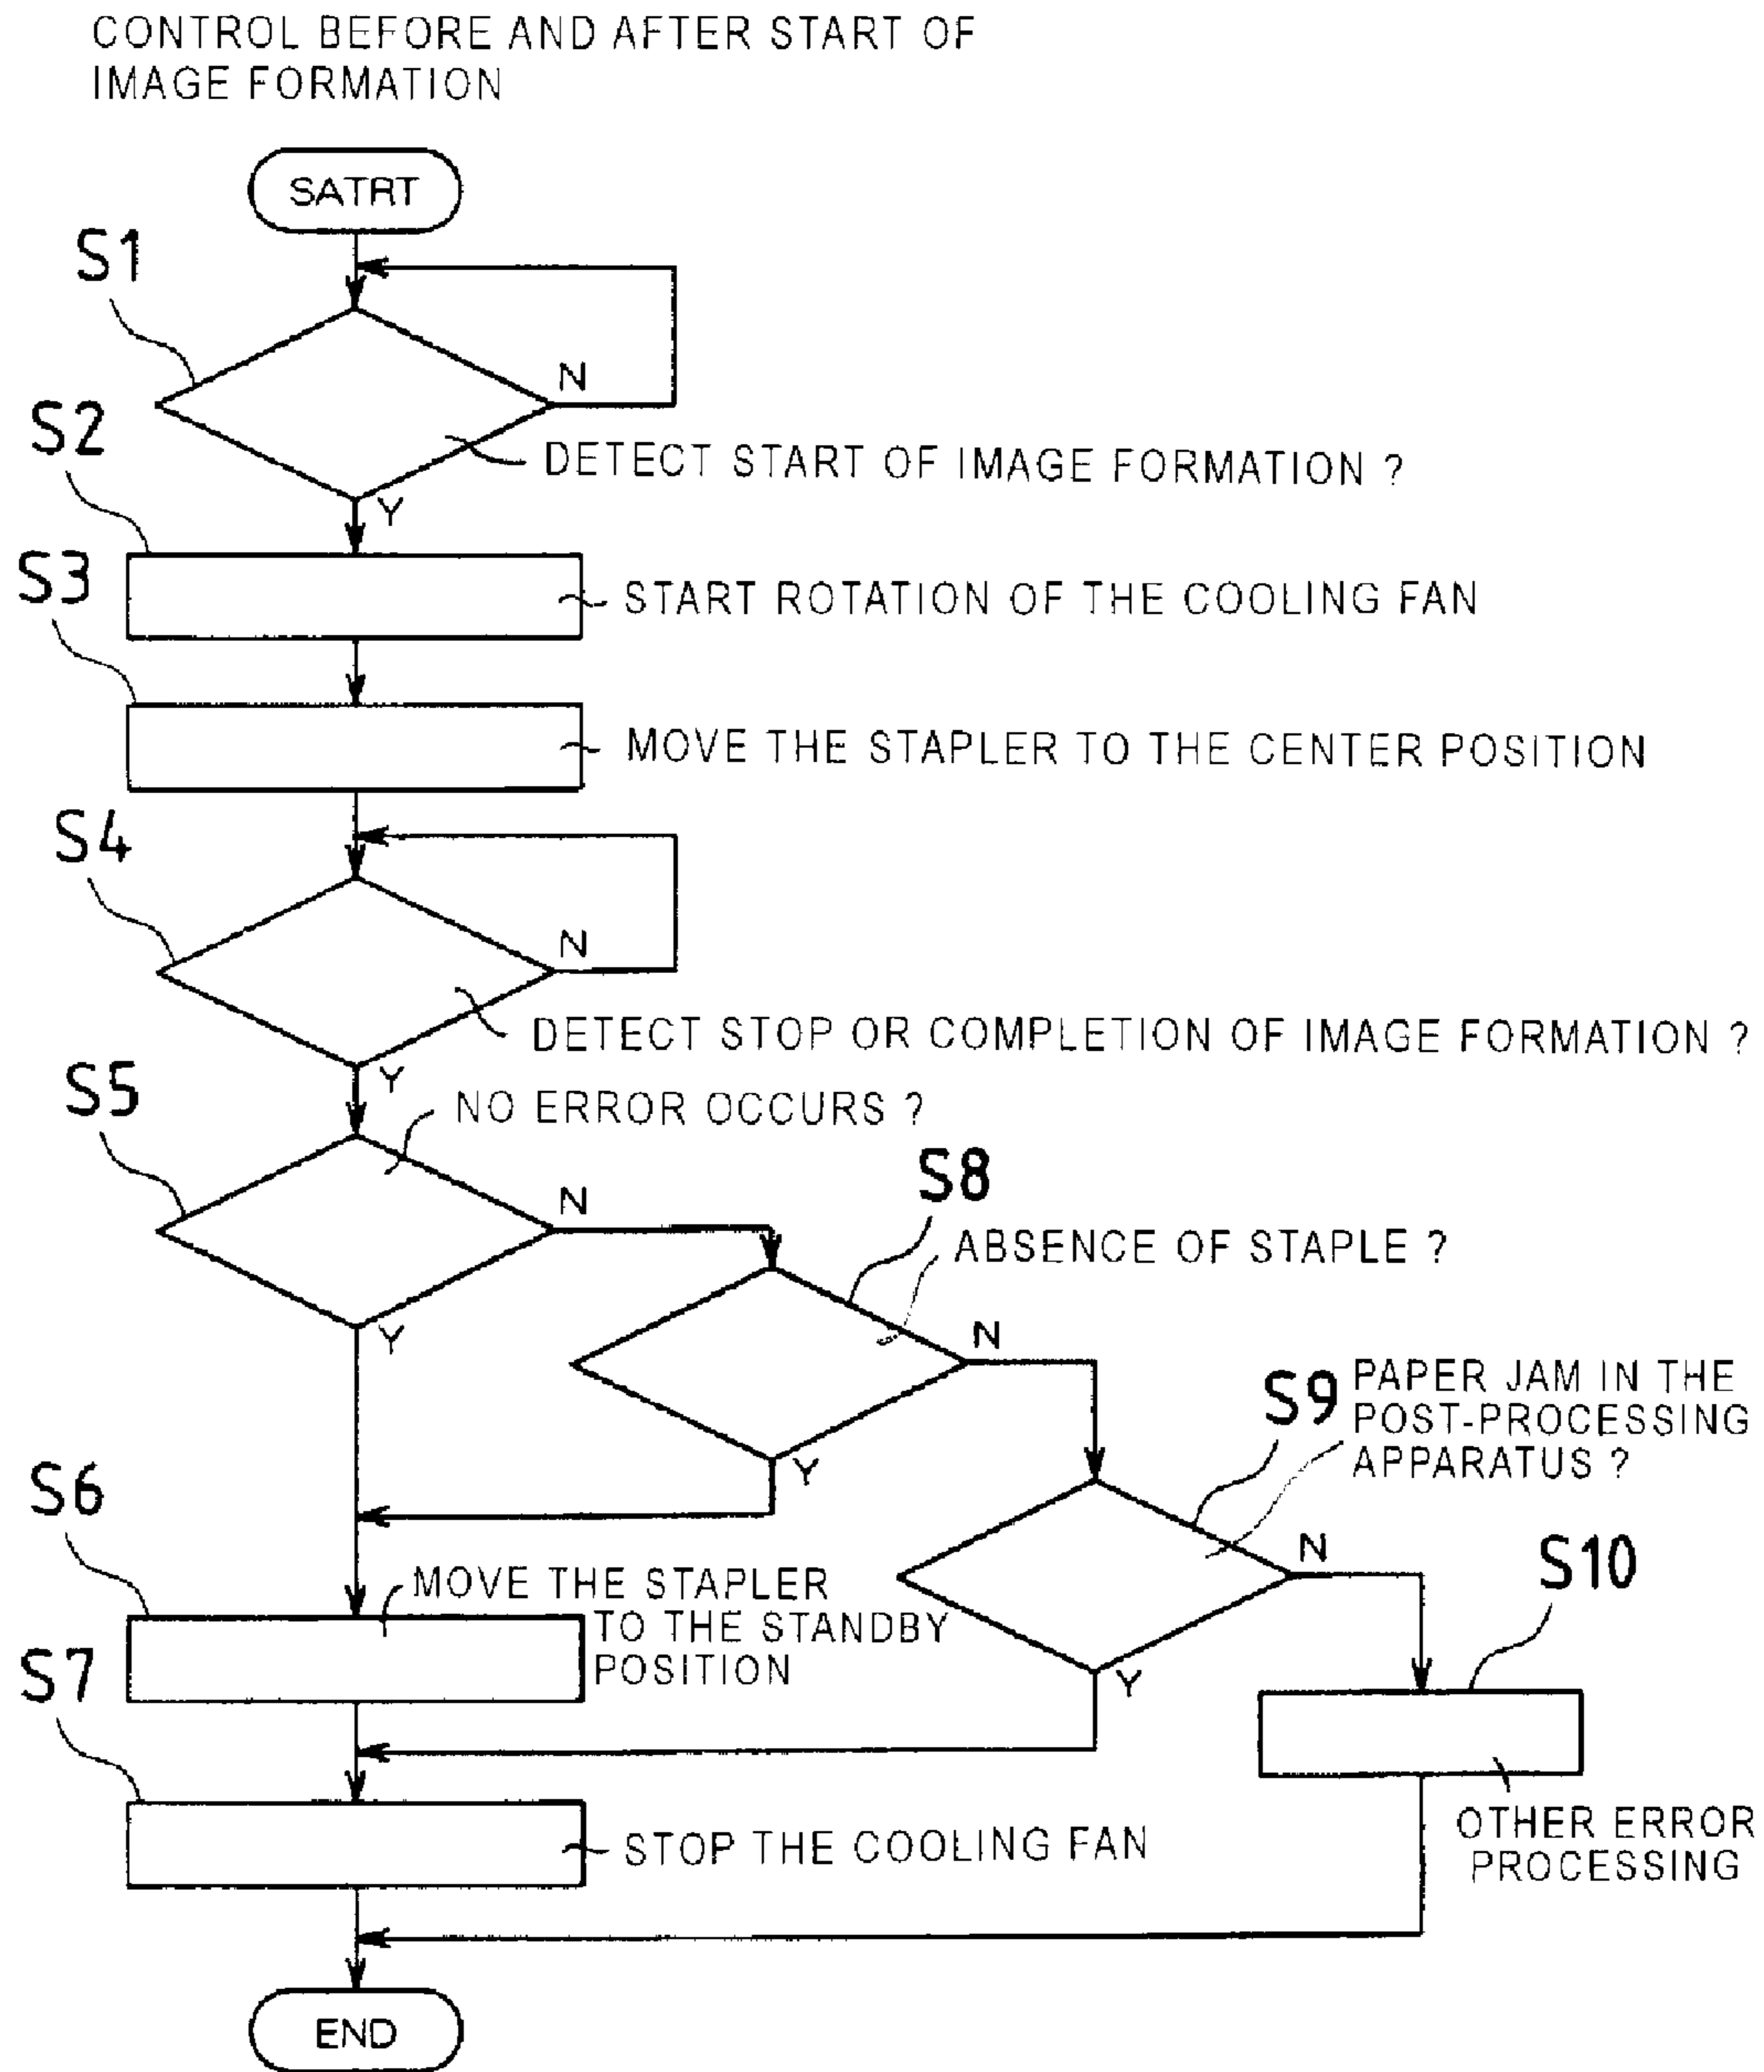 CONTROL BEFORE AND AFTER START OF
IMAGE FORMATION
SATRT
S1
N
DETECT START OF IMAGE FORMATION ?
Y
S2
START ROTATION OF THE COOLING FAN
S3
MOVE THE STAPLER TO THE CENTER POSITION
S4
N
DETECT STOP OR COMPLETION OF IMAGE FORMATION ?
Y
S5
NO ERROR OCCURS ?
N
Y
S8
ABSENCE OF STAPLE ?
N
Y
S9
PAPER JAM IN THE
POST-PROCESSING
APPARATUS ?
N
Y
S6
MOVE THE STAPLER
TO THE STANDBY
POSITION
S10
OTHER ERROR
PROCESSING
S7
STOP THE COOLING FAN
END